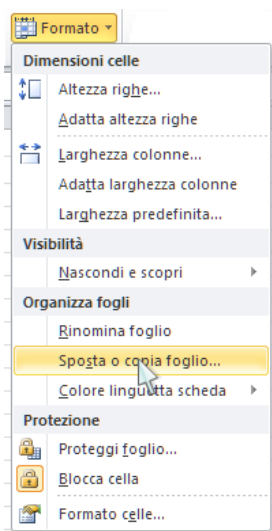 Formato
Dimensioni celle
Altezza righe...
Adatta altezza righe
Larghezza colonne...
Adatta larghezza colonne
Larghezza predefinita...
Visibilità
Nascondi e scopri
Organizza fogli
Rinomina foglio
Sposta o copia foglio...
Colore linguetta scheda
Protezione
Proteggi foglio...
Blocca cella
Formato celle...